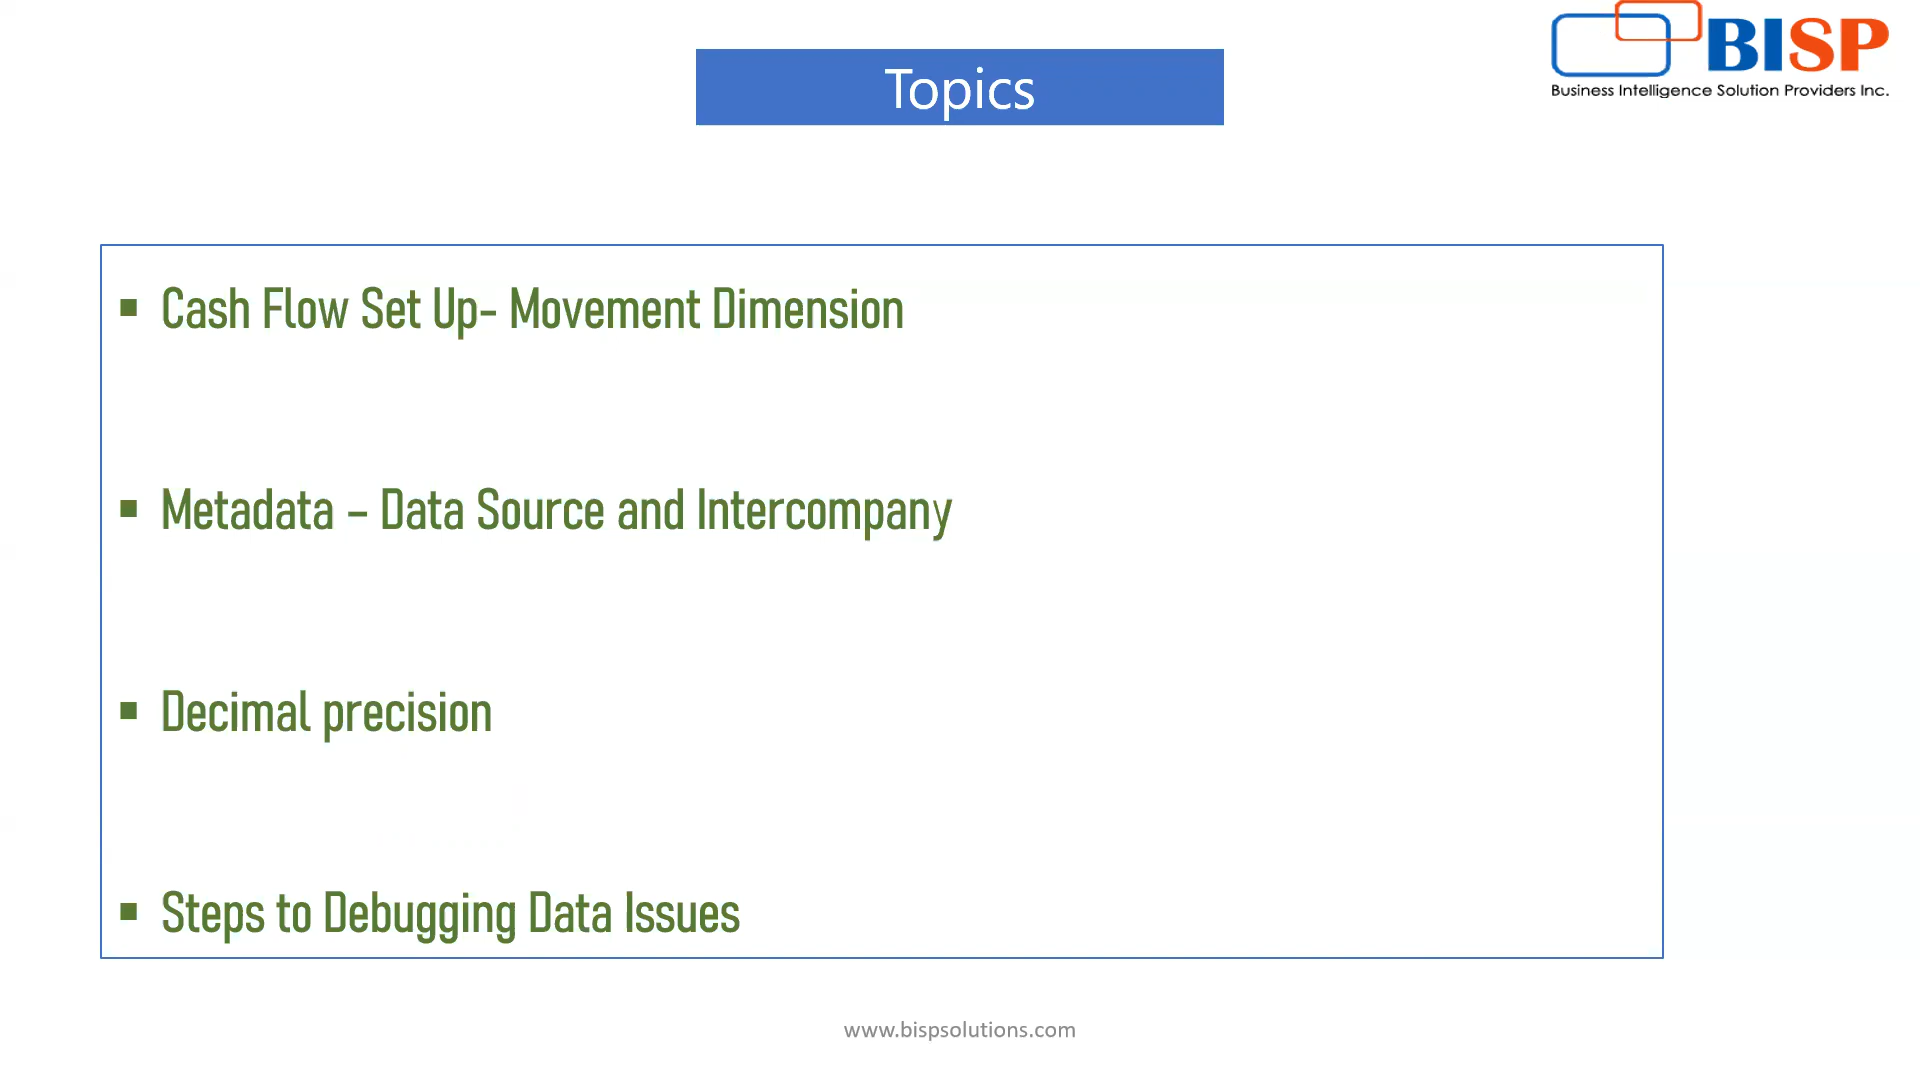 BISP
Business Intelligence Solution Providers Inc.
Topics
▪ Cash Flow Set Up- Movement Dimension
▪ Metadata – Data Source and Intercompany
▪ Decimal precision
▪ Steps to Debugging Data Issues
www.bispsolutions.com